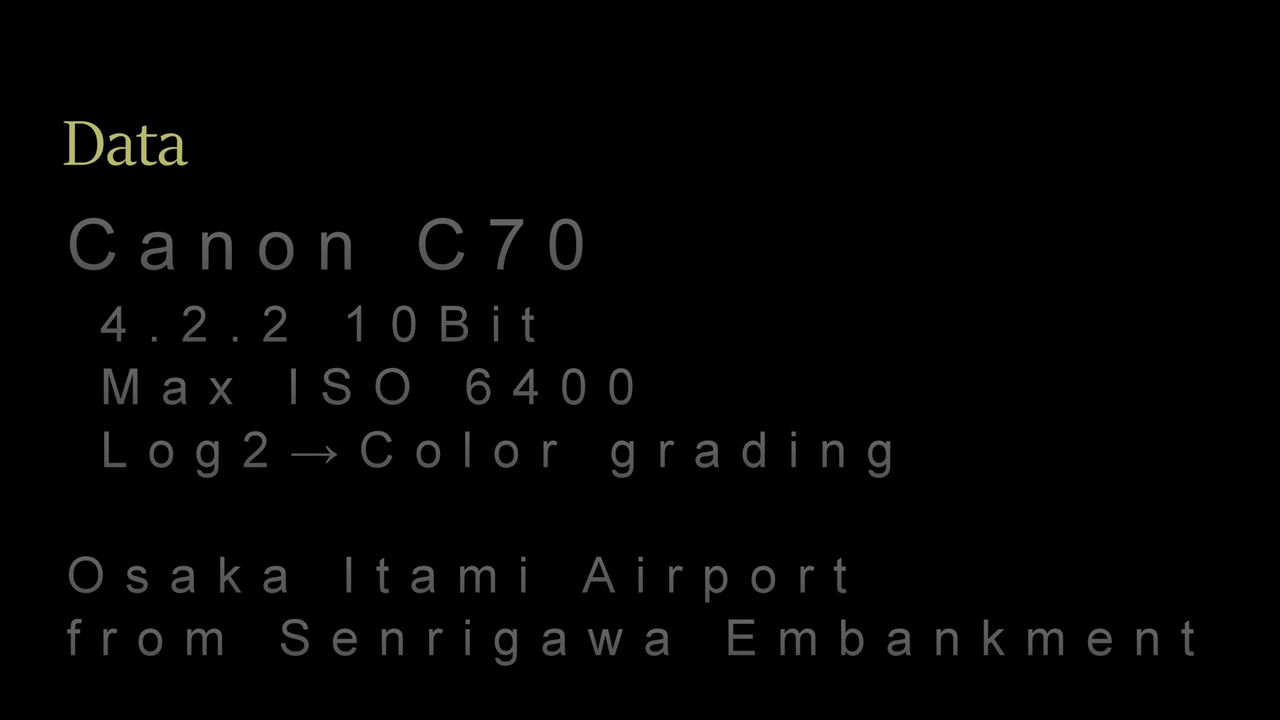 Data
Canon C70
4.2.2 10Bit
Max ISO 6400
Log2→Color grading
Osaka Itami Airport
from Senrigawa Embankment